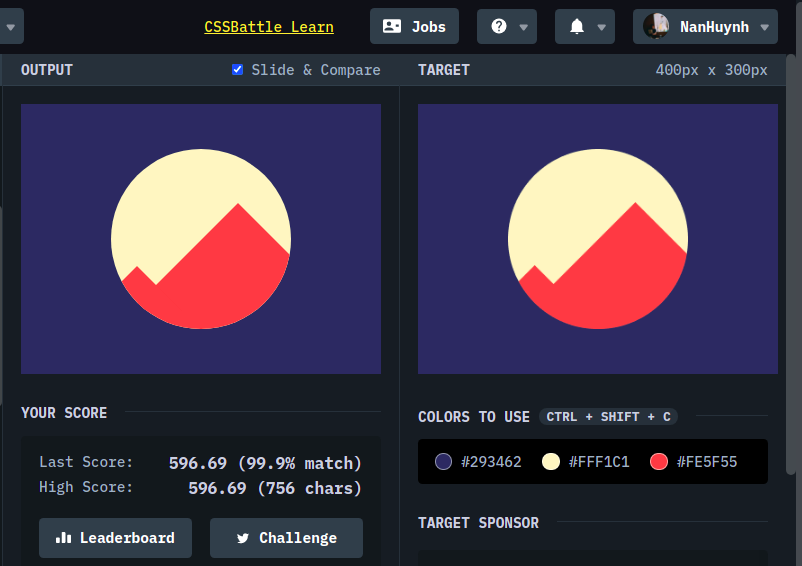 CSSBattle Learn Jobs NanHuynh
OUTPUT Slide & Compare TARGET 400px x 300px
YOUR SCORE
Last Score: 596.69 (99.9% match)
High Score: 596.69 (756 chars)
Leaderboard Challenge
COLORS TO USE CTRL + SHIFT + C
#293462 #FFF1C1 #FE5F55
TARGET SPONSOR